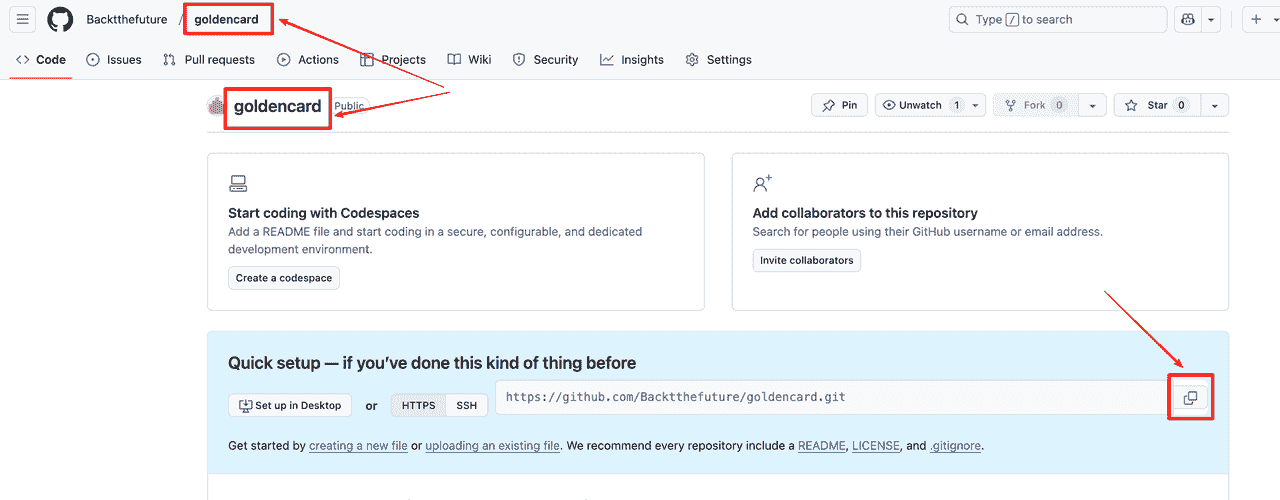 Backtthefuture / goldencard
Type / to search
Code Issues Pull requests Actions Projects Wiki Security Insights Settings
goldencard Public
Pin Unwatch 1 Fork 0 Star 0
Start coding with Codespaces
Add a README file and start coding in a secure, configurable, and dedicated
development environment.
Create a codespace
Add collaborators to this repository
Search for people using their GitHub username or email address.
Invite collaborators
Quick setup — if you’ve done this kind of thing before
Set up in Desktop or HTTPS SSH https://github.com/Backtthefuture/goldencard.git
Get started by creating a new file or uploading an existing file. We recommend every repository include a README, LICENSE, and .gitignore.